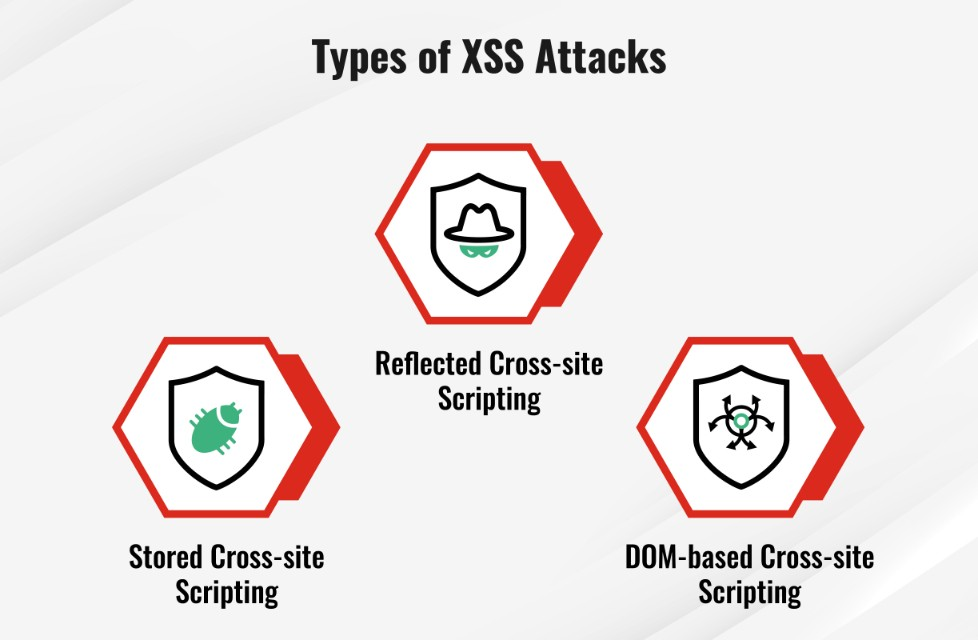 Types of XSS Attacks
Reflected Cross-site
Scripting
Stored Cross-site
Scripting
DOM-based Cross-site
Scripting